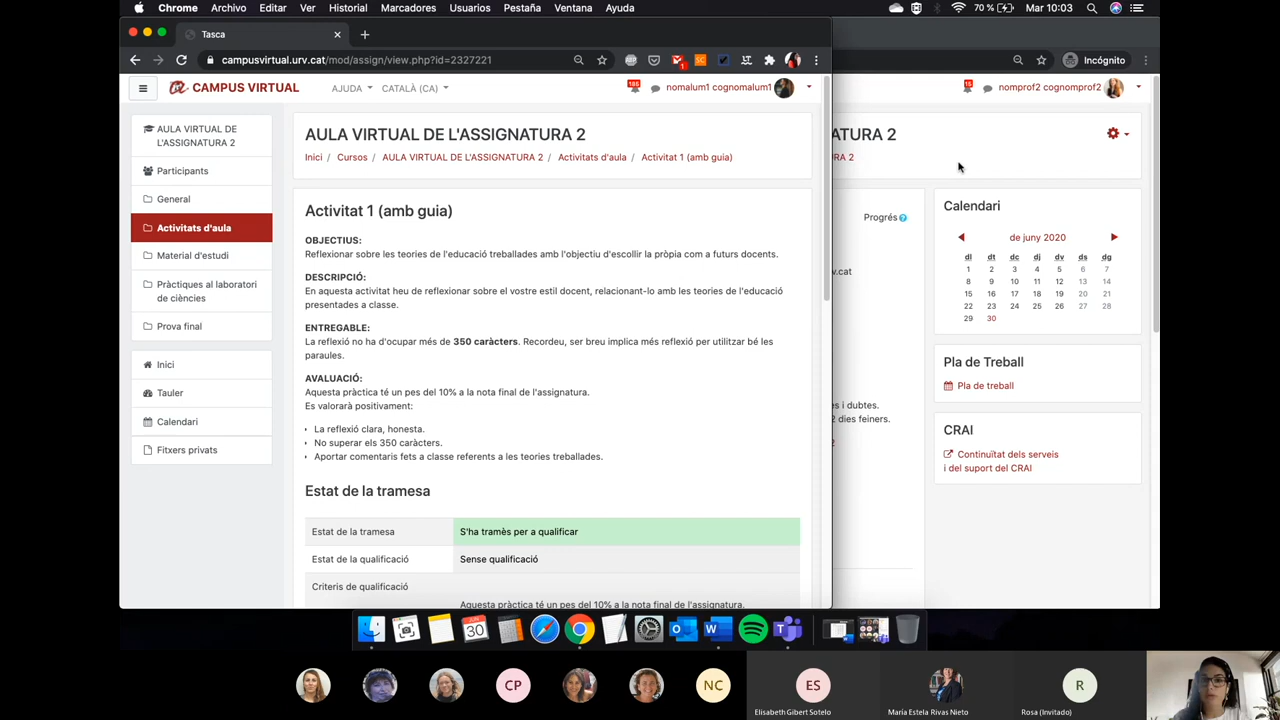 Chrome Archivo Editar Ver Historial Marcadores Usuarios Pestaña Ventana Ayuda
70 % Mar 10:03
Tasca
campusvirtual.urv.cat/mod/assign/view.php?id=2327221
Incógnito
CAMPUS VIRTUAL
AJUDA CATALÀ (CA)
185 nomalum1 cognomalum1
15 nomprof2 cognomprof2
AULA VIRTUAL DE L'ASSIGNATURA 2
Participants
General
Activitats d'aula
Material d'estudi
Pràctiques al laboratori de ciències
Prova final
Inici
Tauler
Calendari
Fitxers privats
AULA VIRTUAL DE L'ASSIGNATURA 2
Inici / Cursos / AULA VIRTUAL DE L'ASSIGNATURA 2 / Activitats d'aula / Activitat 1 (amb guia)
Activitat 1 (amb guia)
OBJECTIUS:
Reflexionar sobre les teories de l'educació treballades amb l'objectiu d'escollir la pròpia com a futurs docents.
DESCRIPCIÓ:
En aquesta activitat heu de reflexionar sobre el vostre estil docent, relacionant-lo amb les teories de l'educació
presentades a classe.
ENTREGABLE:
La reflexió no ha d'ocupar més de 350 caràcters. Recordeu, ser breu implica més reflexió per utilitzar bé les
paraules.
AVALUACIÓ:
Aquesta pràctica té un pes del 10% a la nota final de l'assignatura.
Es valorarà positivament:
La reflexió clara, honesta.
No superar els 350 caràcters.
Aportar comentaris fets a classe referents a les teories treballades.
Estat de la tramesa
Estat de la tramesa S'ha tramès per a qualificar
Estat de la qualificació Sense qualificació
Criteris de qualificació
Aquesta pràctica té un pes del 10% a la nota final de l'assignatura.
ATURA 2
RA 2
Progrés
v.cat
es i dubtes.
2 dies feiners.
Calendari
de juny 2020
dl dt dc dj dv ds dg
1 2 3 4 5 6 7
8 9 10 11 12 13 14
15 16 17 18 19 20 21
22 23 24 25 26 27 28
29 30
Pla de Treball
Pla de treball
CRAI
Continuïtat dels serveis
i del suport del CRAI
30
CP
NC
ES
R
Elisabeth Gibert Sotelo
María Estela Rivas Nieto
Rosa (Invitado)